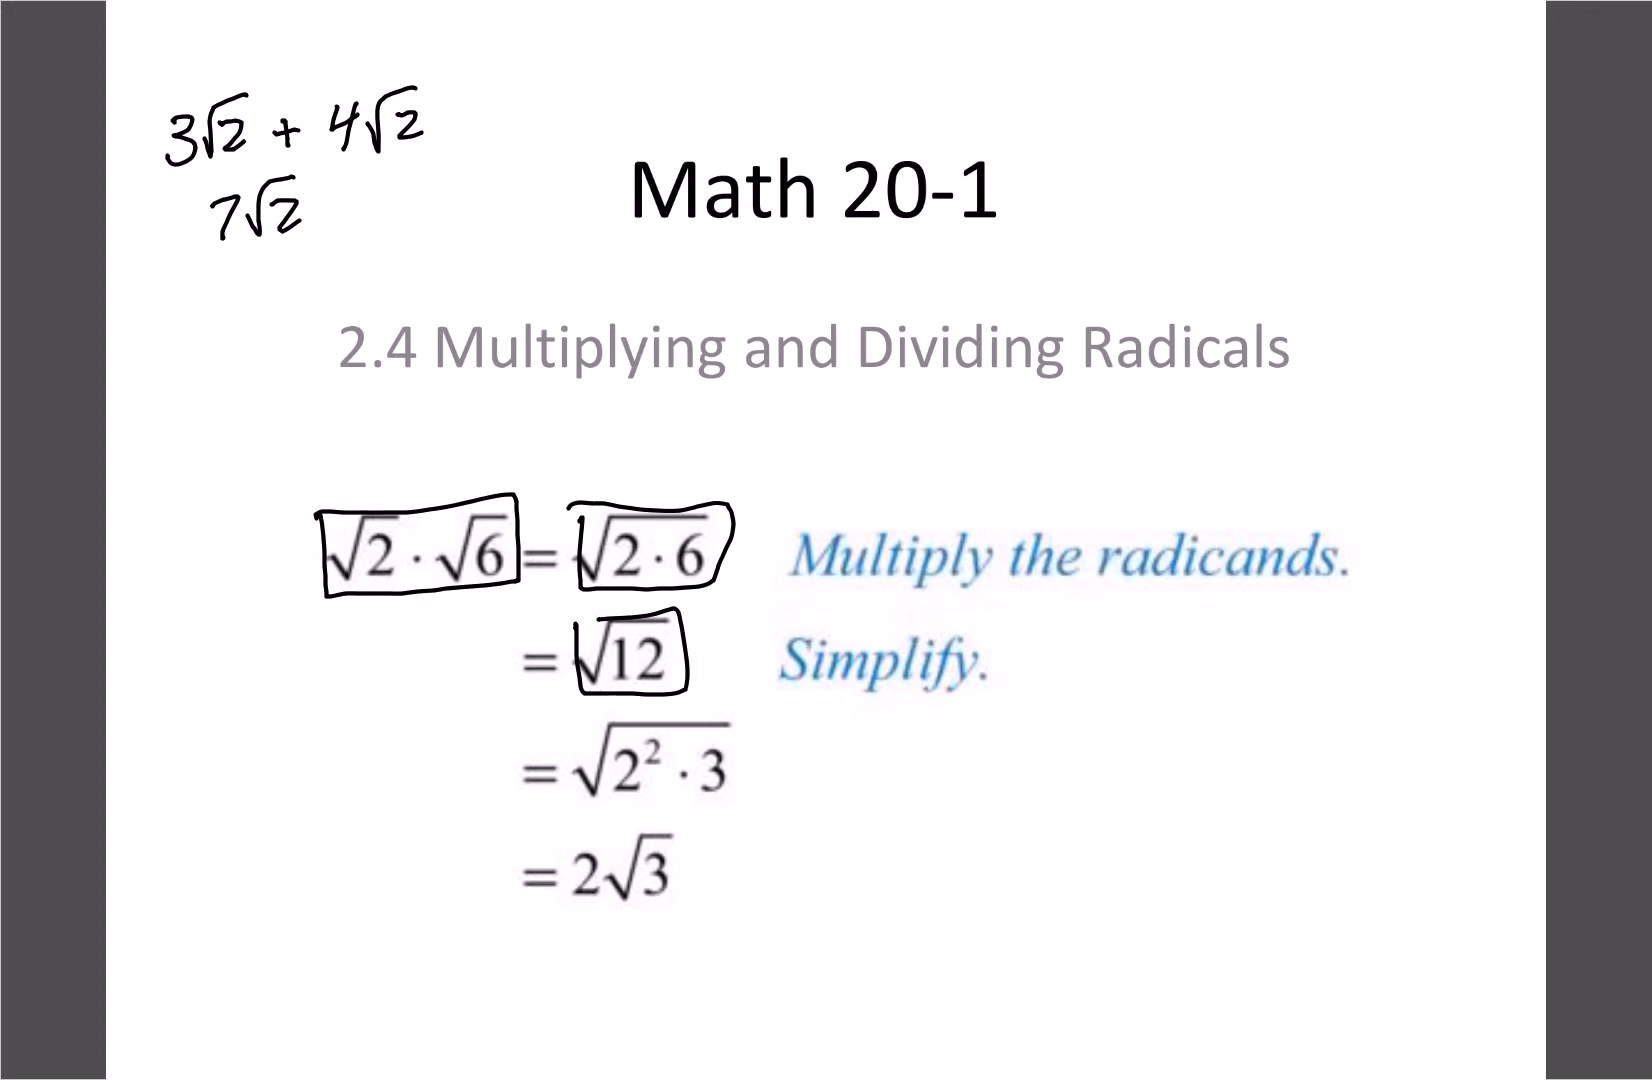 3√2 + 4√2
7√2
Math 20-1
2.4 Multiplying and Dividing Radicals
√2 · √6 = √2 · 6 Multiply the radicands.
= √12 Simplify.
= √2² · 3
= 2√3